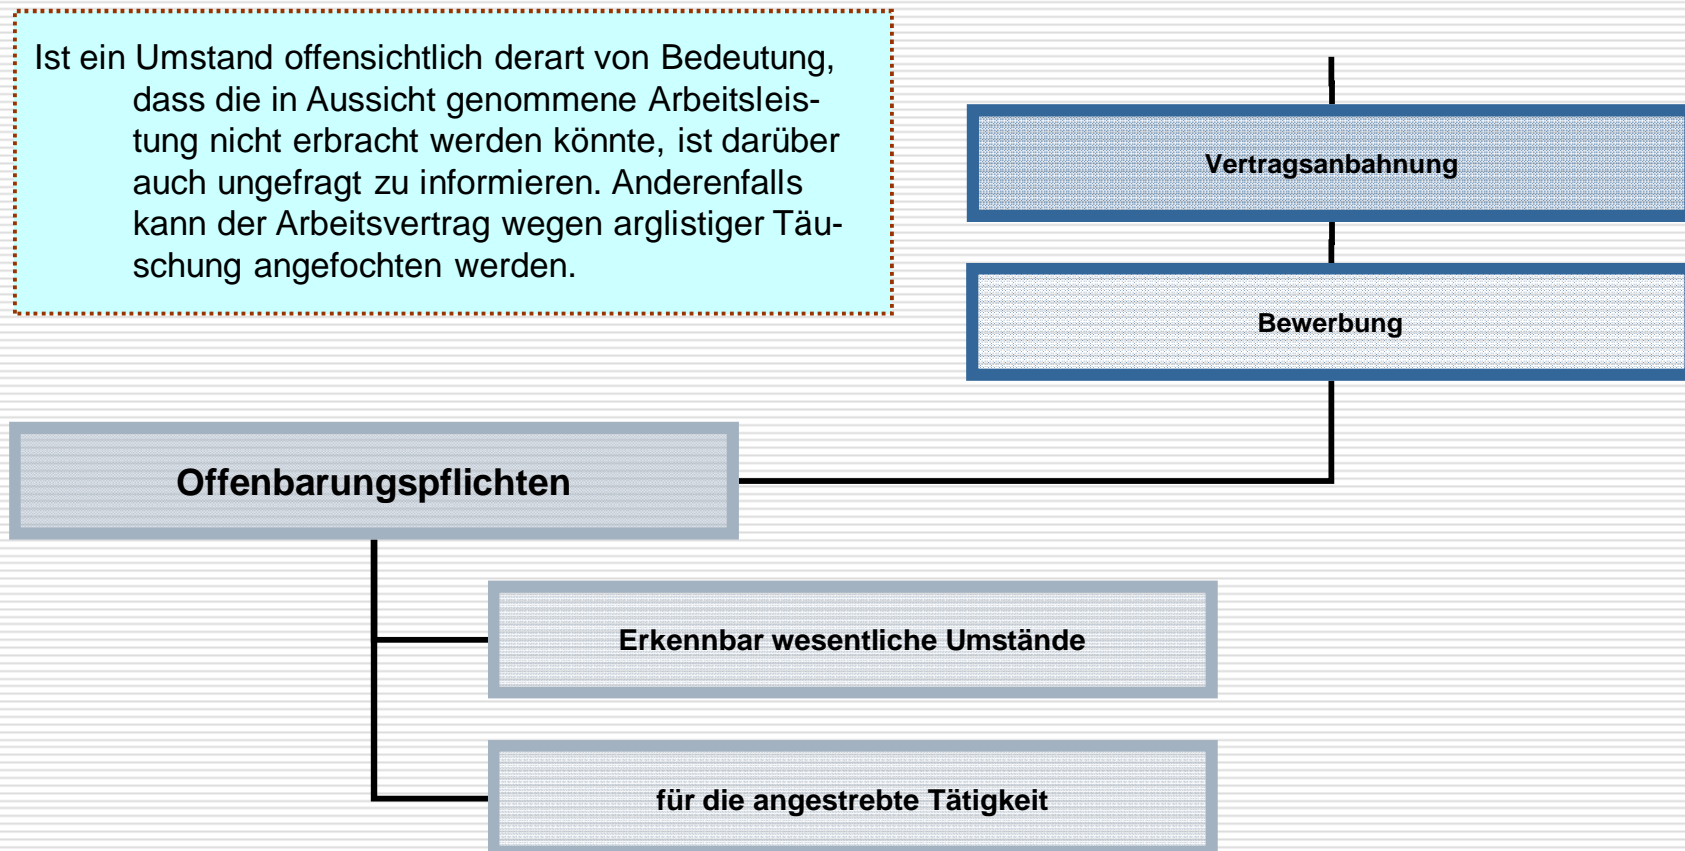 Ist ein Umstand offensichtlich derart von Bedeutung,
dass die in Aussicht genommene Arbeitsleis-
tung nicht erbracht werden könnte, ist darüber
auch ungefragt zu informieren. Anderenfalls
kann der Arbeitsvertrag wegen arglistiger Täu-
schung angefochten werden.
Vertragsanbahnung
Bewerbung
Offenbarungspflichten
Erkennbar wesentliche Umstände
für die angestrebte Tätigkeit